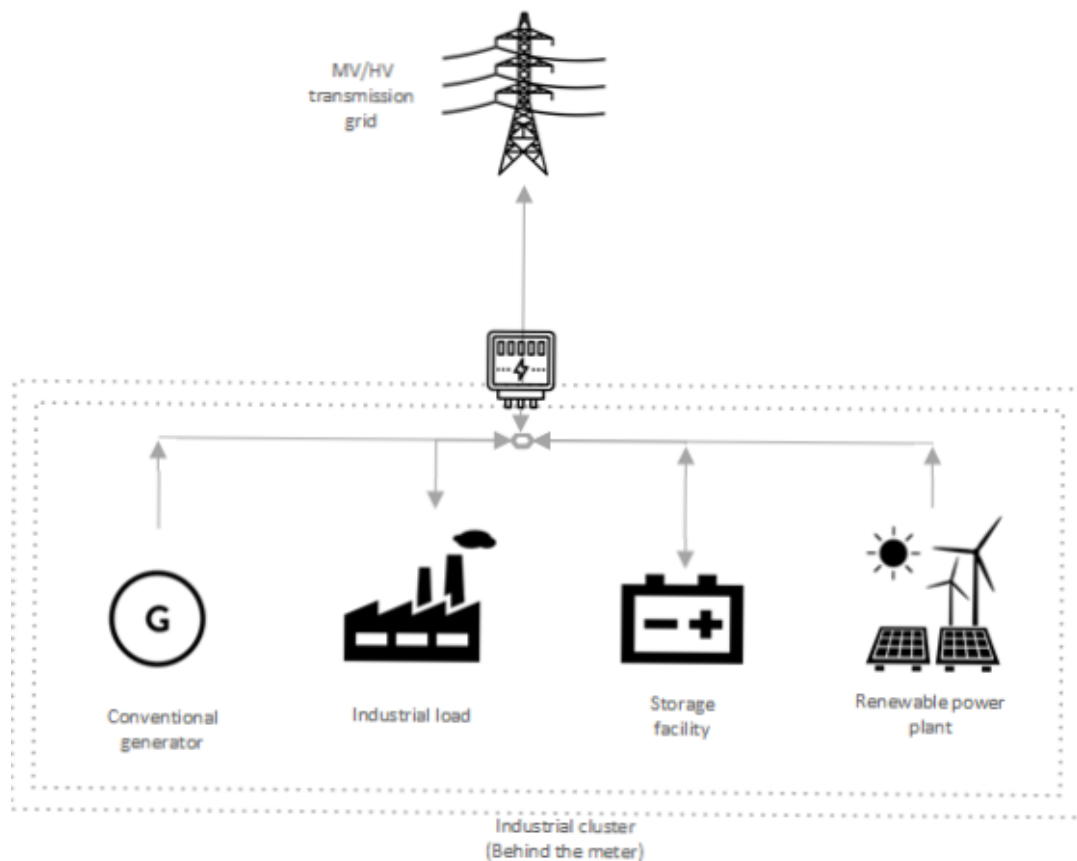 MV/HV
transmission
grid
G
Conventional
generator
Industrial load
Storage
facility
Renewable power
plant
Industrial cluster
(Behind the meter)